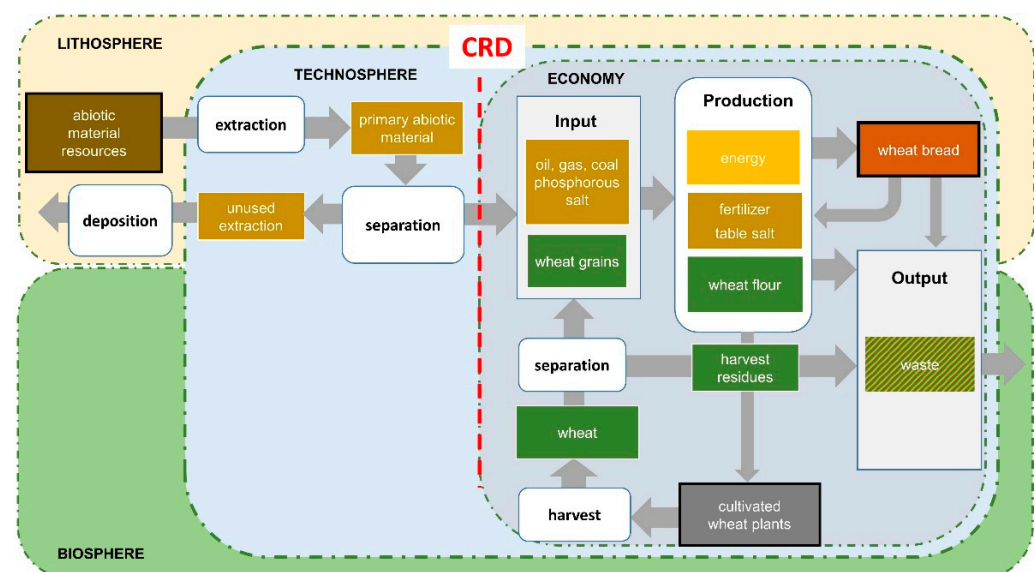 LITHOSPHERE
CRD
TECHNOSPHERE
ECONOMY
abiotic
material
resources
extraction
primary abiotic
material
Input
Production
oil, gas, coal
phosphorous
salt
energy
wheat bread
deposition
unused
extraction
separation
fertilizer
table salt
wheat grains
wheat flour
Output
separation
harvest
residues
waste
wheat
harvest
cultivated
wheat plants
BIOSPHERE